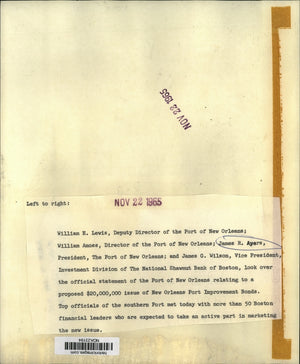 NOV 22 1965
Left to right:
NOV 22 1965
William H. Lewis, Deputy Director of the Port of New Orleans;
William Amoss, Director of the Port of New Orleans; James R. Ayers,
President, The Port of New Orleans; and James G. Wilson, Vice President,
Investment Division of The National Shawmut Bank of Boston, look over
the official statement of the Port of New Orleans relating to a
proposed $20,000,000 issue of New Orleans Port Improvement Bonds.
Top officials of the southern Port met today with more than 50 Boston
financial leaders who are expected to take an active part in marketing
the new issue.